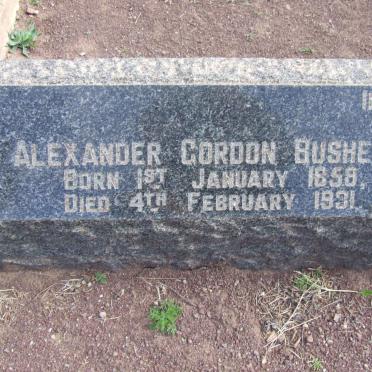 ALEXANDER GORDON BUSHE
BORN 1ST JANUARY 1858,
DIED 4TH FEBRUARY 1931.